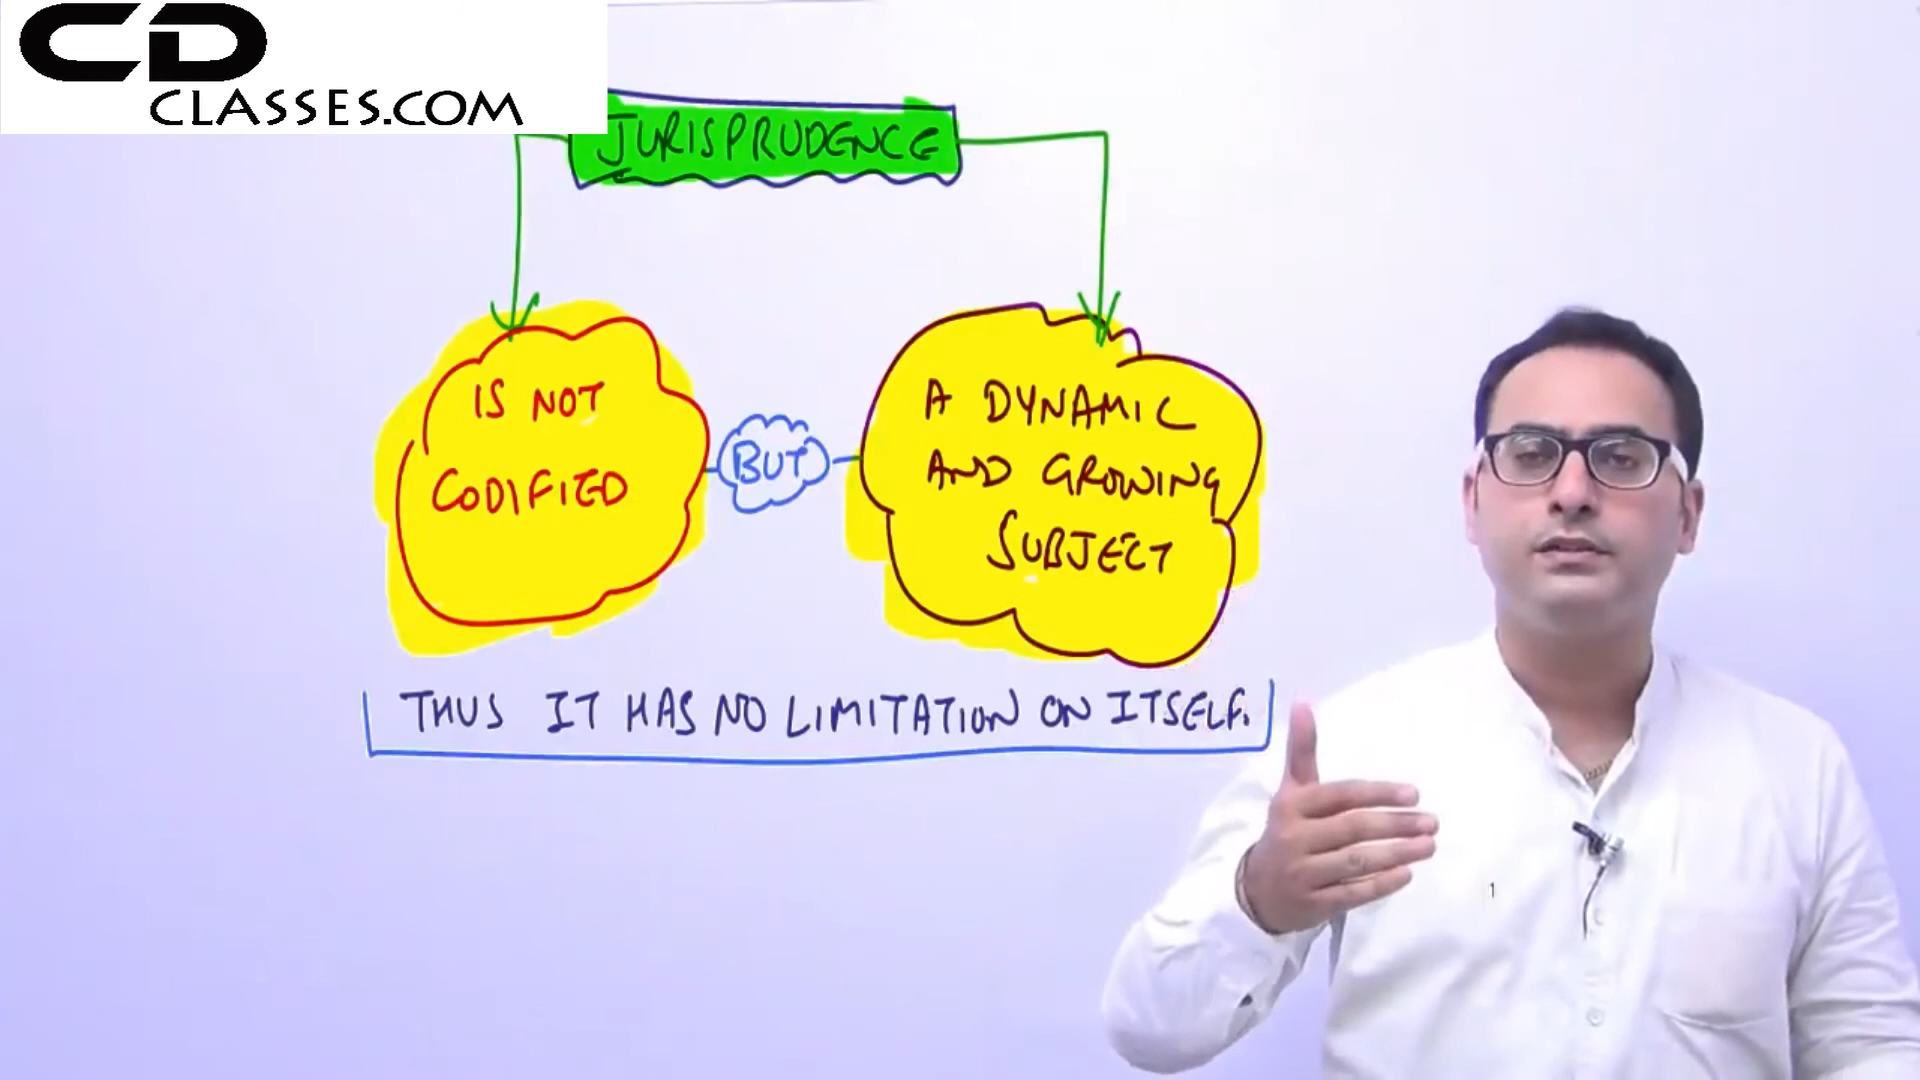 CD
CLASSES.COM
JURISPRUDENCE
IS NOT
CODIFIED
BUT
A DYNAMIC
AND GROWING
SUBJECT
THUS IT HAS NO LIMITATION ON ITSELF.